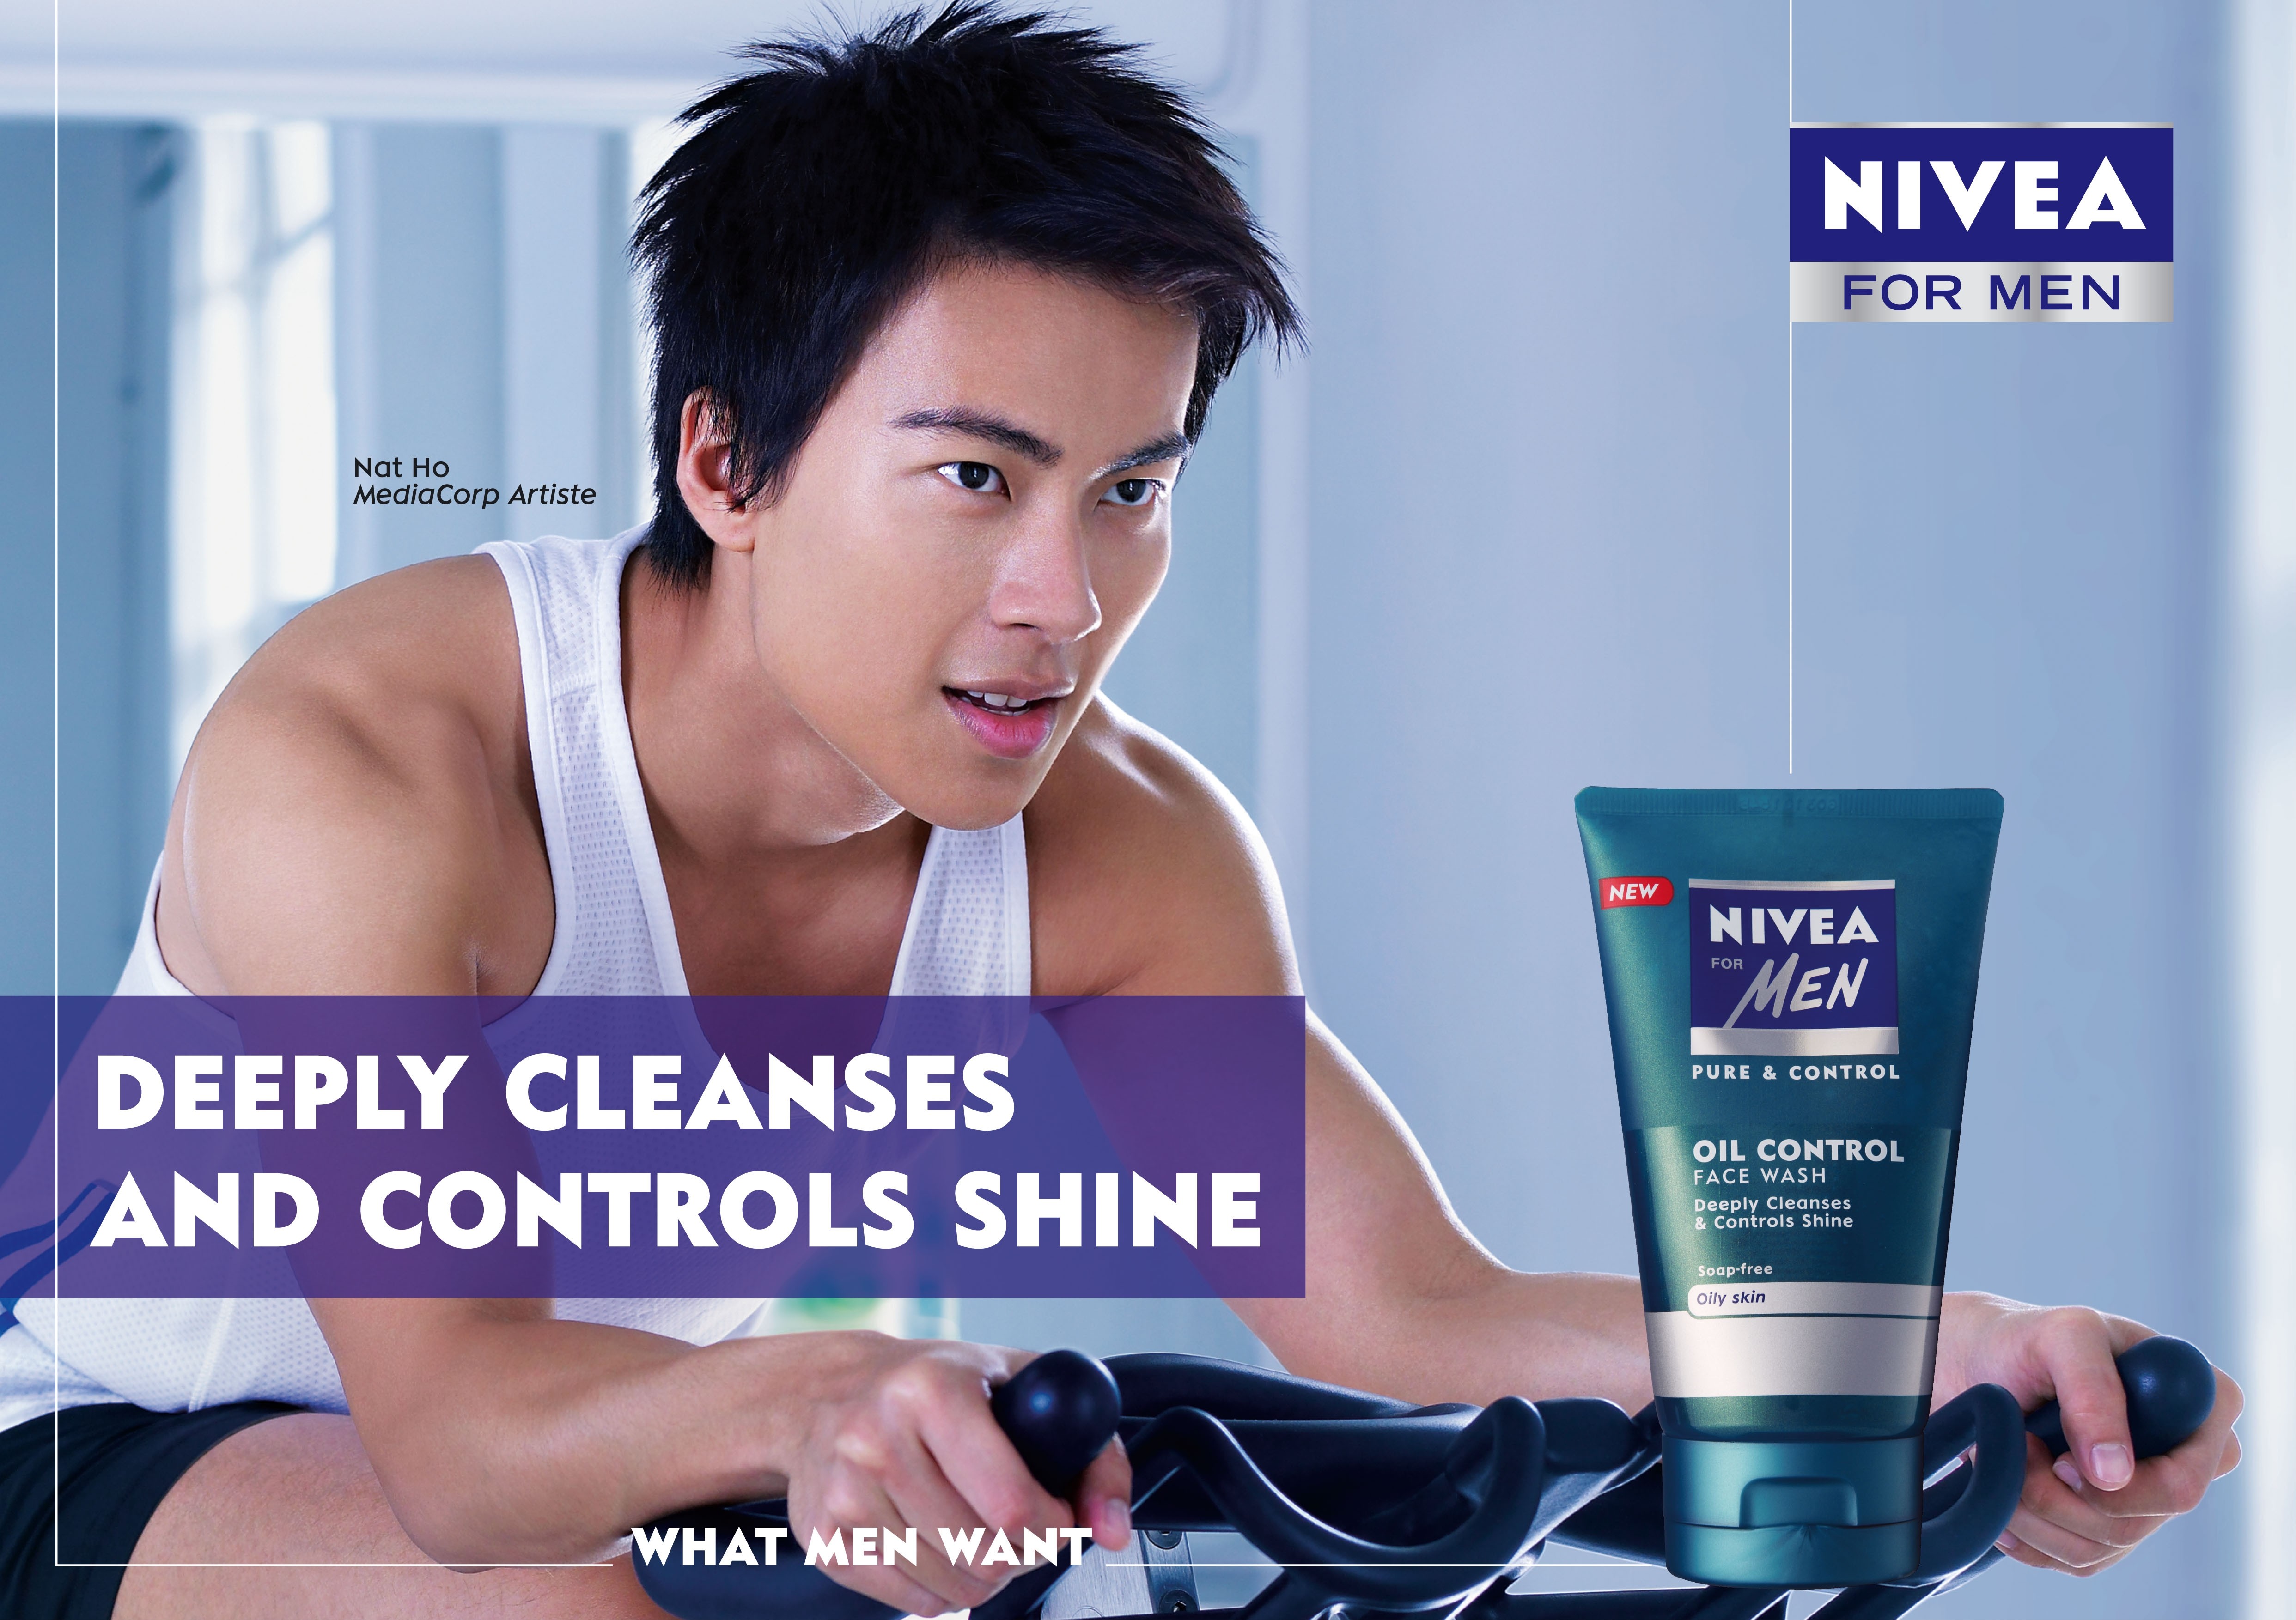 NIVEA
FOR MEN
Nat Ho
MediaCorp Artiste
NEW
NIVEA
FOR MEN
PURE & CONTROL
OIL CONTROL
FACE WASH
Deeply Cleanses
& Controls Shine
Soap-free
Oily skin
DEEPLY CLEANSES
AND CONTROLS SHINE
WHAT MEN WANT